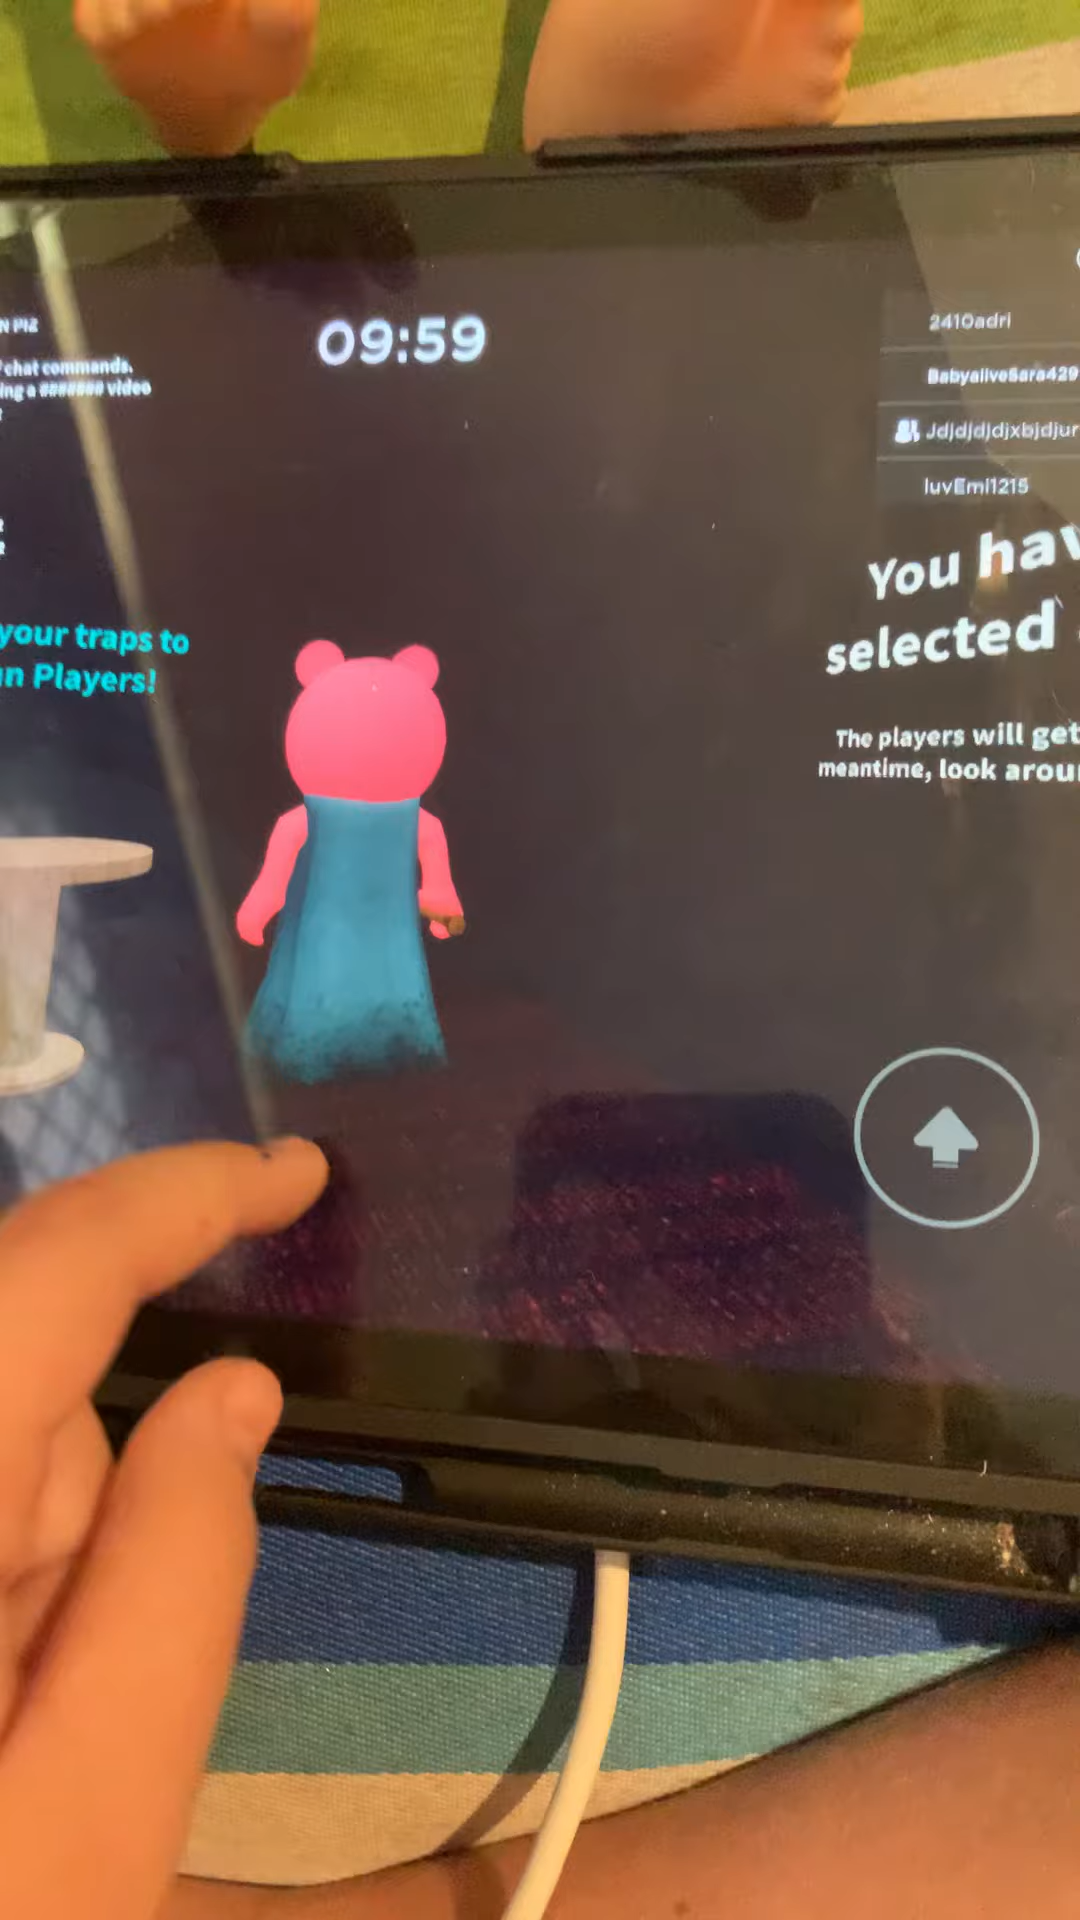 N PIZ
chat commands.
ing a ####### video
09:59
your traps to
n Players!
2410adri
BabyaliveSara429
Jdjdjdjdjxbjdjur
luvEmi1215
You hav
selected
The players will get
meantime, look arou